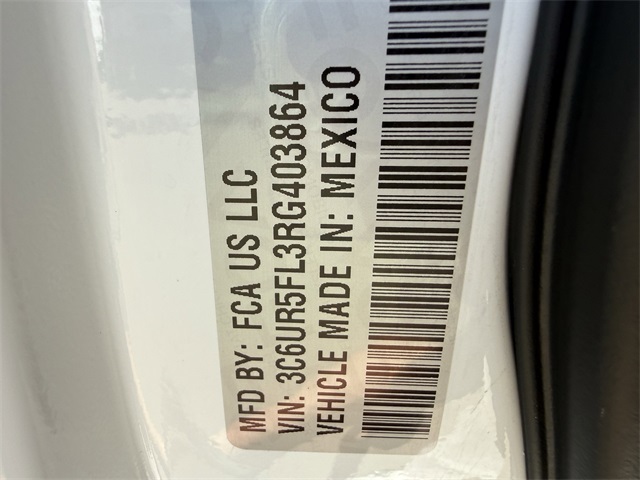 MFD BY: FCA US LLC
VIN: 3C6UR5FL3RG403864
VEHICLE MADE IN: MEXICO